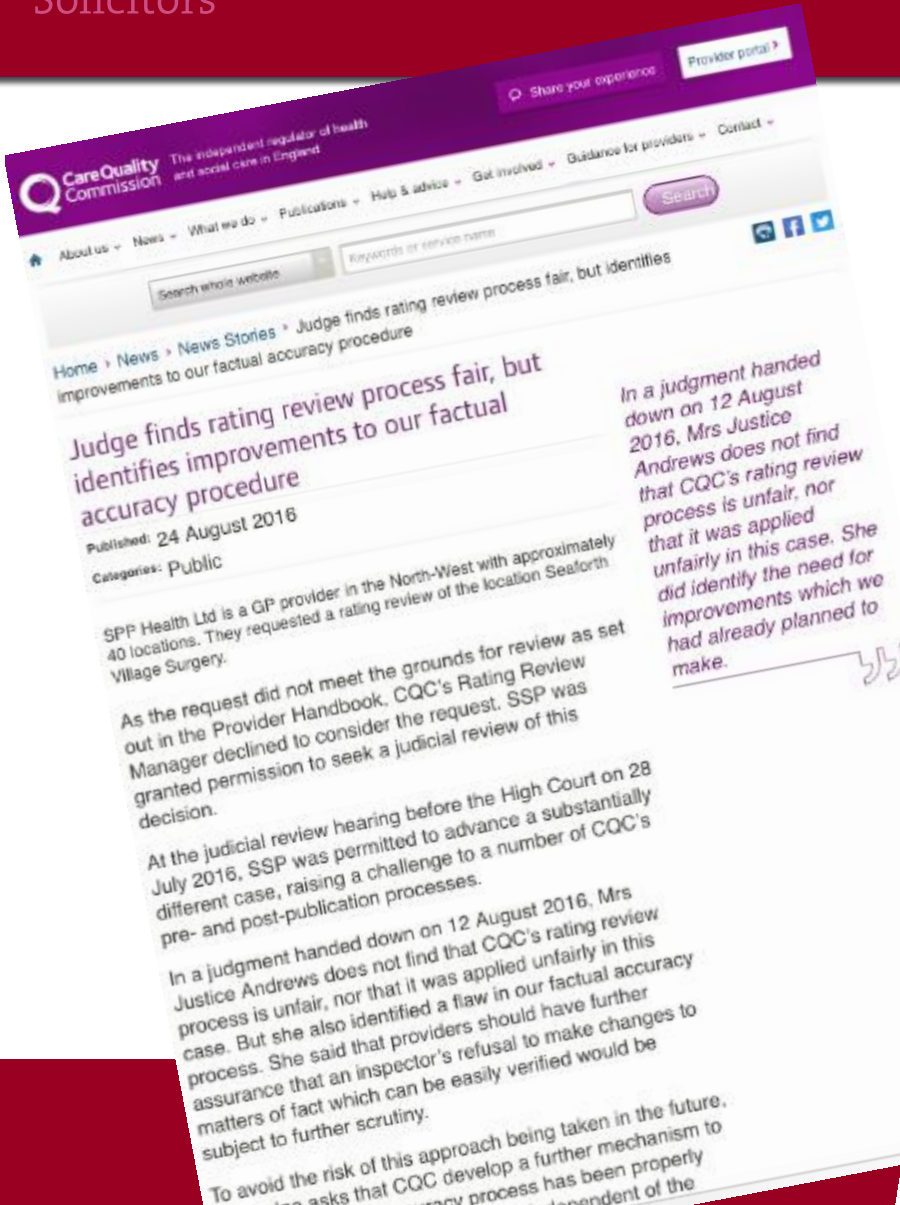 Solicitors
Share your experience
Provider portal
CareQuality
Commission
The independent regulator of health
and social care in England
About us
News
What we do
Publications
Help & advice
Get involved
Guidance for providers
Contact
Search whole website
Keywords or service name
Search
Home › News › News Stories › Judge finds rating review process fair, but identifies
improvements to our factual accuracy procedure
Judge finds rating review process fair, but
identifies improvements to our factual
accuracy procedure
Published: 24 August 2016
Categories: Public
SPP Health Ltd is a GP provider in the North-West with approximately
40 locations. They requested a rating review of the location Seaforth
Village Surgery.
As the request did not meet the grounds for review as set
out in the Provider Handbook, CQC's Rating Review
Manager declined to consider the request. SSP was
granted permission to seek a judicial review of this
decision.
At the judicial review hearing before the High Court on 28
July 2016, SSP was permitted to advance a substantially
different case, raising a challenge to a number of CQC's
pre- and post-publication processes.
In a judgment handed down on 12 August 2016, Mrs
Justice Andrews does not find that CQC's rating review
process is unfair, nor that it was applied unfairly in this
case. But she also identified a flaw in our factual accuracy
process. She said that providers should have further
assurance that an inspector's refusal to make changes to
matters of fact which can be easily verified would be
subject to further scrutiny.
To avoid the risk of this approach being taken in the future,
asks that CQC develop a further mechanism to
process has been properly
of the
In a judgment handed
down on 12 August
2016, Mrs Justice
Andrews does not find
that CQC's rating review
process is unfair, nor
that it was applied
unfairly in this case. She
did identify the need for
improvements which we
had already planned to
make.